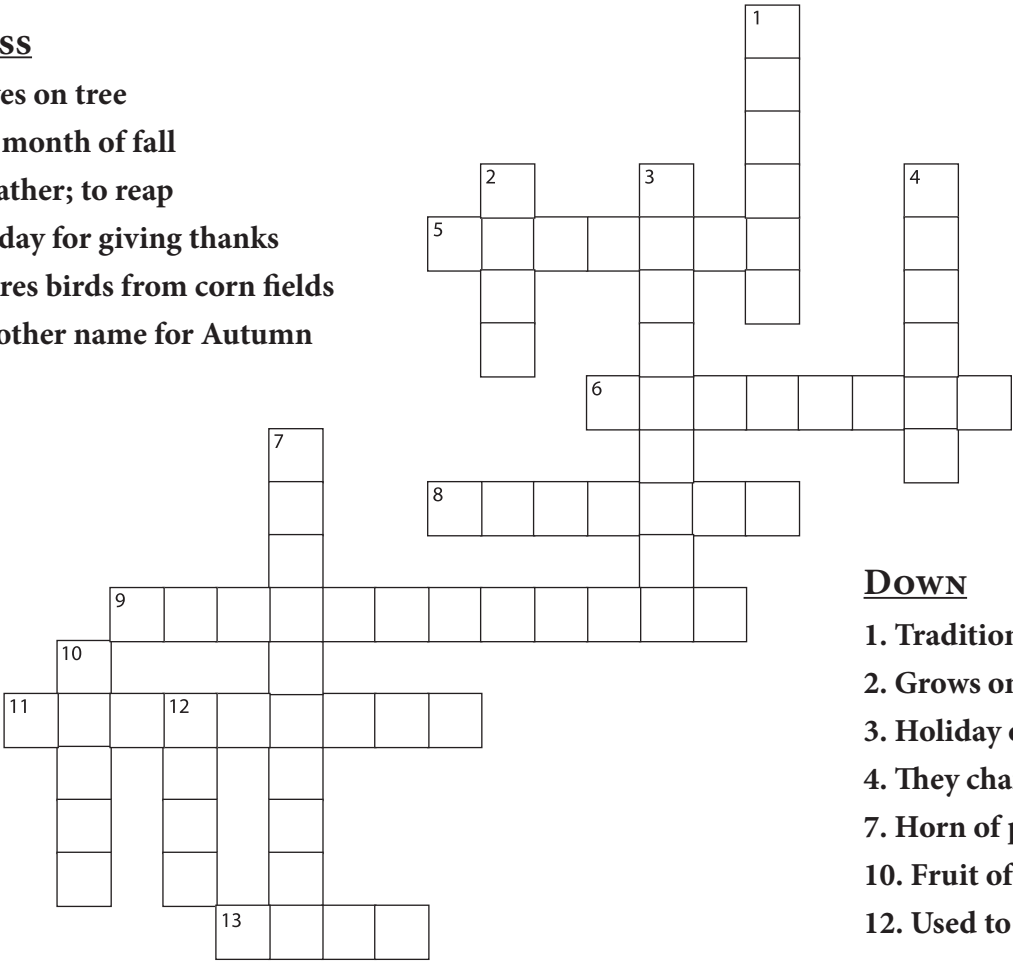 1
ss
ves on tree
month of fall
ather; to reap
day for giving thanks
res birds from corn fields
other name for Autumn
2 3 4
5
6
7
8
9
10
11 12
13
Down
1. Tradition
2. Grows
3. Holiday
4. They cha
7. Horn of
10. Fruit of
12. Used to